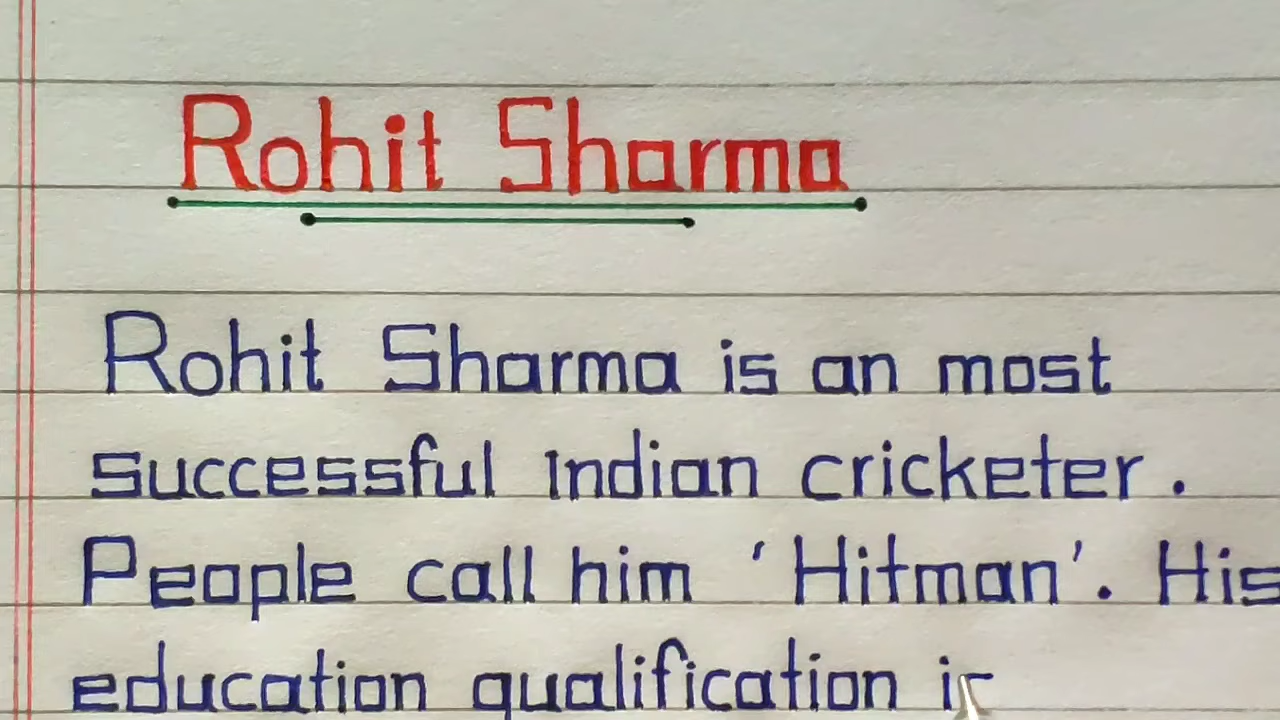 Rohit Sharma
Rohit Sharma is an most
successful Indian cricketer.
People call him 'Hitman'. His
education qualification